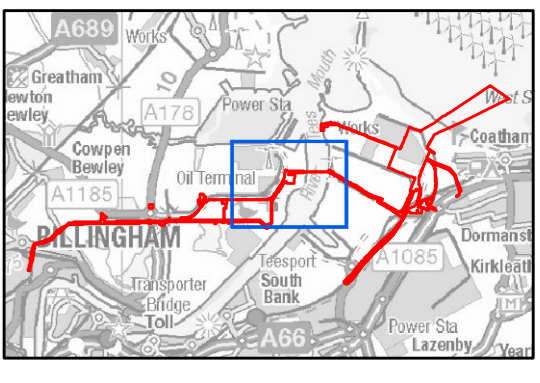 A689
Works
Greatham
ewton
ewley
10
A178
Power Sta
Mouth
Tees
River
West S
Works
Coatham
Cowpen
Bewley
Oil Terminal
A1185
BILLINGHAM
Dormanst
Teesport
South
Bank
A1085
Kirkleath
Transporter
Bridge
Toll
M
A66
Power Sta
Lazenby
Year